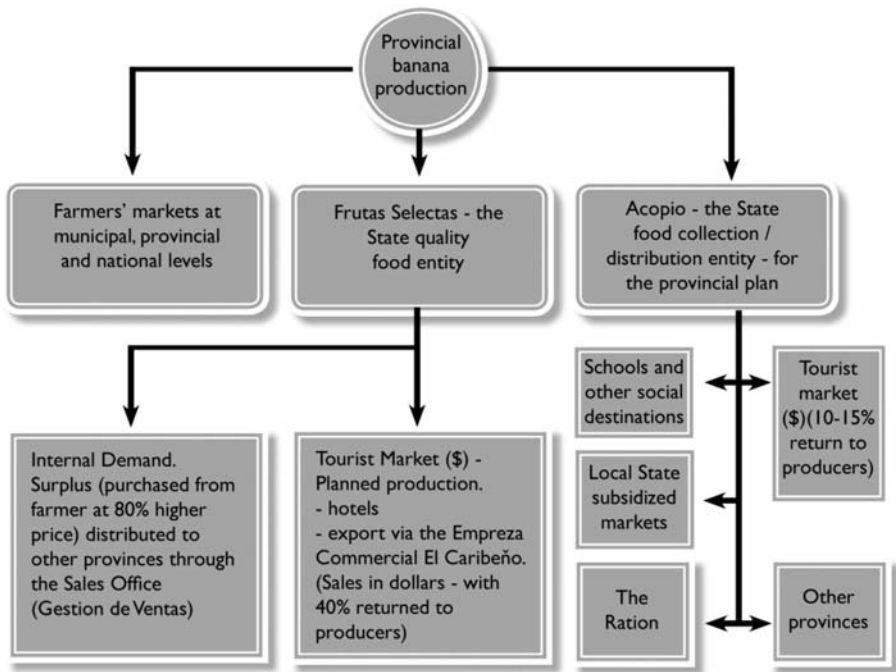 Provincial
banana
production
Farmers' markets at
municipal, provincial
and national levels
Frutas Selectas - the
State quality
food entity
Acopio - the State
food collection /
distribution entity - for
the provincial plan
Internal Demand.
Surplus (purchased from
farmer at 80% higher
price) distributed to
other provinces through
the Sales Office
(Gestion de Ventas)
Tourist Market ($) -
Planned production.
- hotels
- export via the Empreza
Commercial El Caribeňo.
(Sales in dollars - with
40% returned to
producers)
Schools and
other social
destinations
Tourist
market
($)(10-15%
return to
producers)
Local State
subsidized
markets
The
Ration
Other
provinces